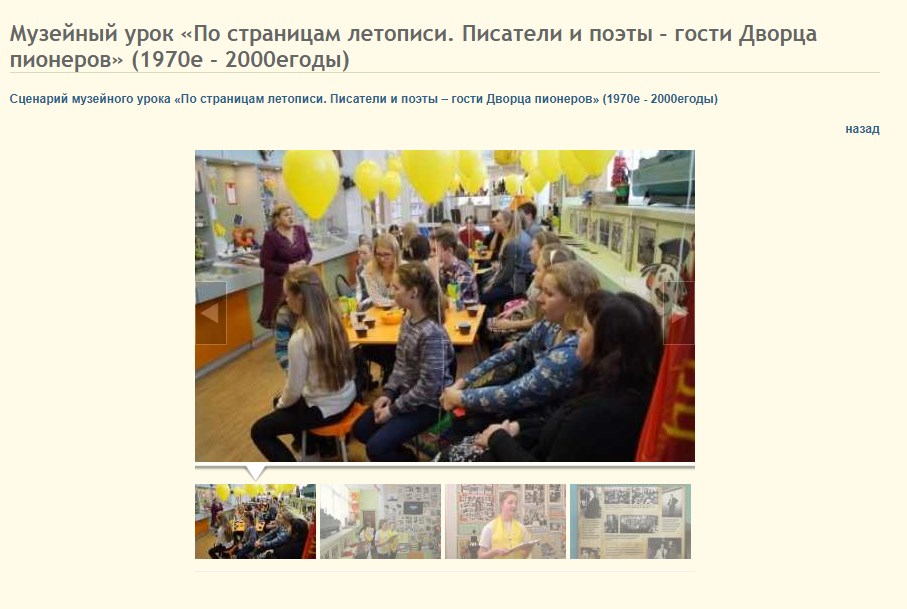 Музейный урок «По страницам летописи. Писатели и поэты – гости Дворца
пионеров» (1970е - 2000егоды)
Сценарий музейного урока «По страницам летописи. Писатели и поэты – гости Дворца пионеров» (1970е - 2000егоды)
назад